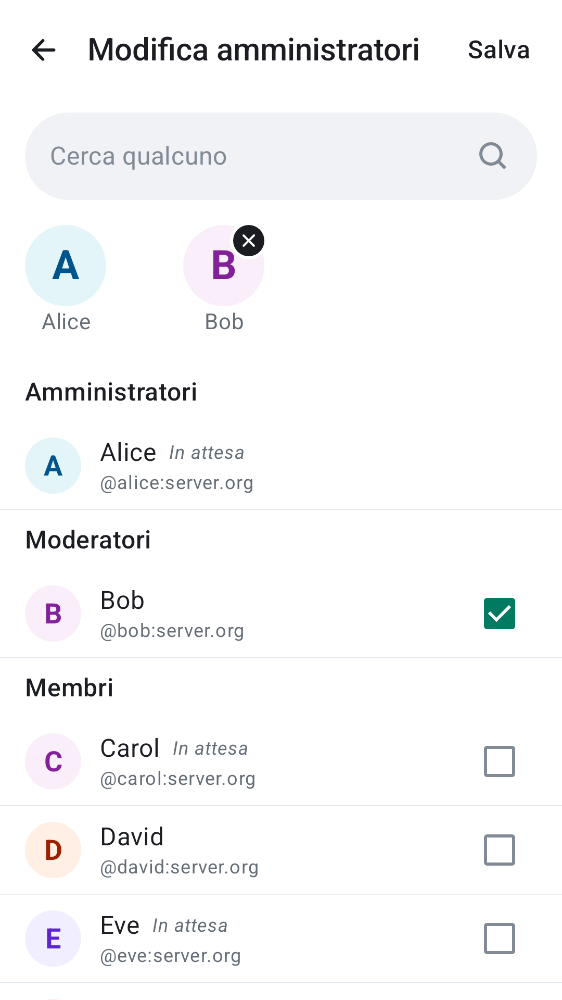 Modifica amministratori Salva
Cerca qualcuno
A B
Alice Bob
Amministratori
A Alice In attesa
@alice:server.org
Moderatori
B Bob
@bob:server.org
Membri
C Carol In attesa
@carol:server.org
D David
@david:server.org
E Eve In attesa
@eve:server.org